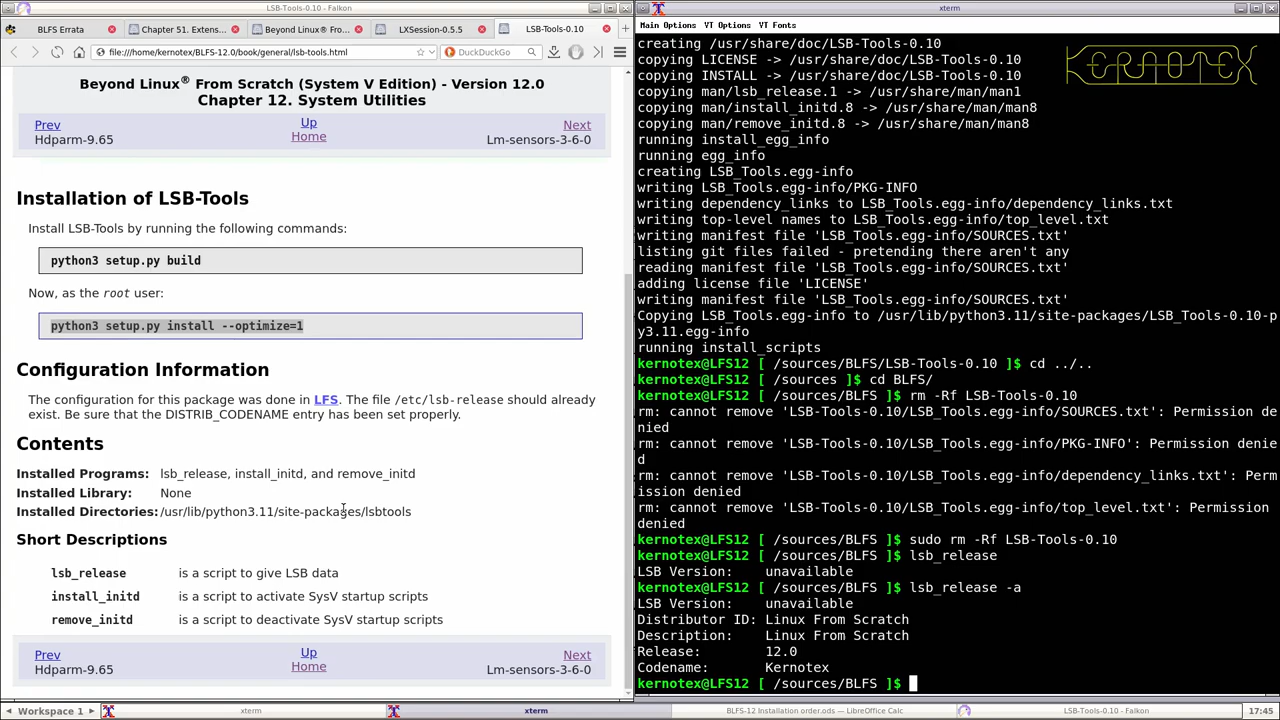 LSB-Tools-0.10 - Falkon
BLFS Errata
Chapter 51. Extens...
Beyond Linux® Fro...
LXSession-0.5.5
LSB-Tools-0.10
file:///home/kernotex/BLFS-12.0/book/general/lsb-tools.html
DuckDuckGo
Beyond Linux® From Scratch (System V Edition) - Version 12.0
Chapter 12. System Utilities
Prev
Up
Next
Hdparm-9.65
Home
Lm-sensors-3-6-0
Installation of LSB-Tools
Install LSB-Tools by running the following commands:
python3 setup.py build
Now, as the root user:
python3 setup.py install --optimize=1
Configuration Information
The configuration for this package was done in LFS. The file /etc/lsb-release should already
exist. Be sure that the DISTRIB_CODENAME entry has been set properly.
Contents
Installed Programs: lsb_release, install_initd, and remove_initd
Installed Library: None
Installed Directories: /usr/lib/python3.11/site-packages/lsbtools
Short Descriptions
lsb_release is a script to give LSB data
install_initd is a script to activate SysV startup scripts
remove_initd is a script to deactivate SysV startup scripts
Prev
Up
Next
Hdparm-9.65
Home
Lm-sensors-3-6-0
xterm
Main Options VT Options VT Fonts
KERNOTEX
creating /usr/share/doc/LSB-Tools-0.10
copying LICENSE -> /usr/share/doc/LSB-Tools-0.10
copying INSTALL -> /usr/share/doc/LSB-Tools-0.10
copying man/lsb_release.1 -> /usr/share/man/man1
copying man/install_initd.8 -> /usr/share/man/man8
copying man/remove_initd.8 -> /usr/share/man/man8
running install_egg_info
running egg_info
creating LSB_Tools.egg-info
writing LSB_Tools.egg-info/PKG-INFO
writing dependency_links to LSB_Tools.egg-info/dependency_links.txt
writing top-level names to LSB_Tools.egg-info/top_level.txt
writing manifest file 'LSB_Tools.egg-info/SOURCES.txt'
listing git files failed - pretending there aren't any
reading manifest file 'LSB_Tools.egg-info/SOURCES.txt'
adding license file 'LICENSE'
writing manifest file 'LSB_Tools.egg-info/SOURCES.txt'
Copying LSB_Tools.egg-info to /usr/lib/python3.11/site-packages/LSB_Tools-0.10-p
y3.11.egg-info
running install_scripts
kernotex@LFS12 [ /sources/BLFS/LSB-Tools-0.10 ]$ cd ../..
kernotex@LFS12 [ /sources ]$ cd BLFS/
kernotex@LFS12 [ /sources/BLFS ]$ rm -Rf LSB-Tools-0.10
rm: cannot remove 'LSB-Tools-0.10/LSB_Tools.egg-info/SOURCES.txt': Permission de
nied
rm: cannot remove 'LSB-Tools-0.10/LSB_Tools.egg-info/PKG-INFO': Permission denie
d
rm: cannot remove 'LSB-Tools-0.10/LSB_Tools.egg-info/dependency_links.txt': Perm
ission denied
rm: cannot remove 'LSB-Tools-0.10/LSB_Tools.egg-info/top_level.txt': Permission
denied
kernotex@LFS12 [ /sources/BLFS ]$ sudo rm -Rf LSB-Tools-0.10
kernotex@LFS12 [ /sources/BLFS ]$ lsb_release
LSB Version: unavailable
kernotex@LFS12 [ /sources/BLFS ]$ lsb_release -a
LSB Version: unavailable
Distributor ID: Linux From Scratch
Description: Linux From Scratch
Release: 12.0
Codename: Kernotex
kernotex@LFS12 [ /sources/BLFS ]$
Workspace 1
xterm
xterm
BLFS-12 Installation order.ods — LibreOffice Calc
LSB-Tools-0.10 - Falkon
17:45